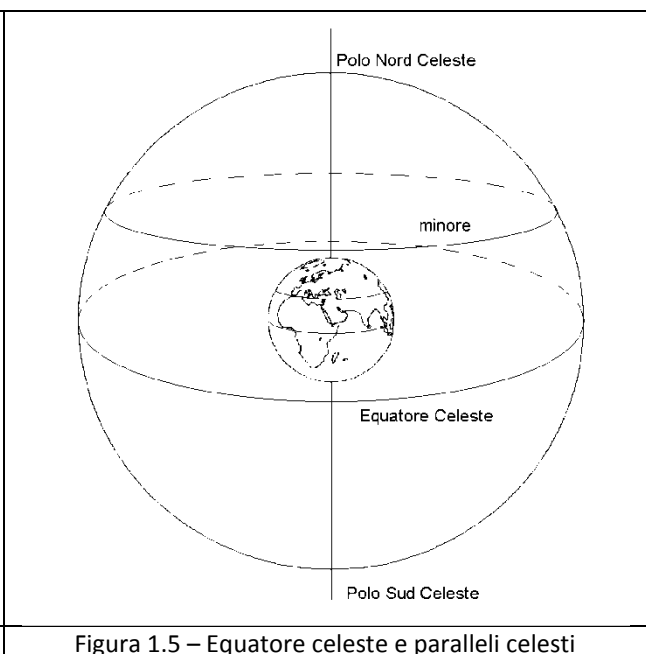 Polo Nord Celeste
minore
Equatore Celeste
Polo Sud Celeste
Figura 1.5 – Equatore celeste e paralleli celesti